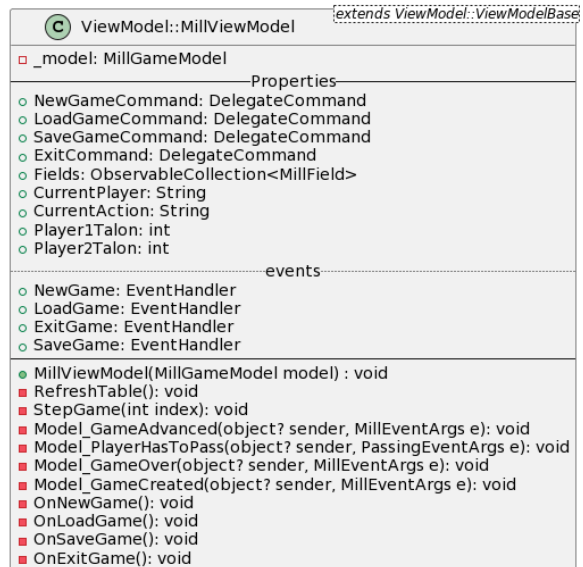 extends ViewModel::ViewModelBase
C ViewModel::MillViewModel
_model: MillGameModel
Properties
NewGameCommand: DelegateCommand
LoadGameCommand: DelegateCommand
SaveGameCommand: DelegateCommand
ExitCommand: DelegateCommand
Fields: ObservableCollection<MillField>
CurrentPlayer: String
CurrentAction: String
Player1Talon: int
Player2Talon: int
events
NewGame: EventHandler
LoadGame: EventHandler
ExitGame: EventHandler
SaveGame: EventHandler
MillViewModel(MillGameModel model) : void
RefreshTable(): void
StepGame(int index): void
Model_GameAdvanced(object? sender, MillEventArgs e): void
Model_PlayerHasToPass(object? sender, PassingEventArgs e): void
Model_GameOver(object? sender, MillEventArgs e): void
Model_GameCreated(object? sender, MillEventArgs e): void
OnNewGame(): void
OnLoadGame(): void
OnSaveGame(): void
OnExitGame(): void